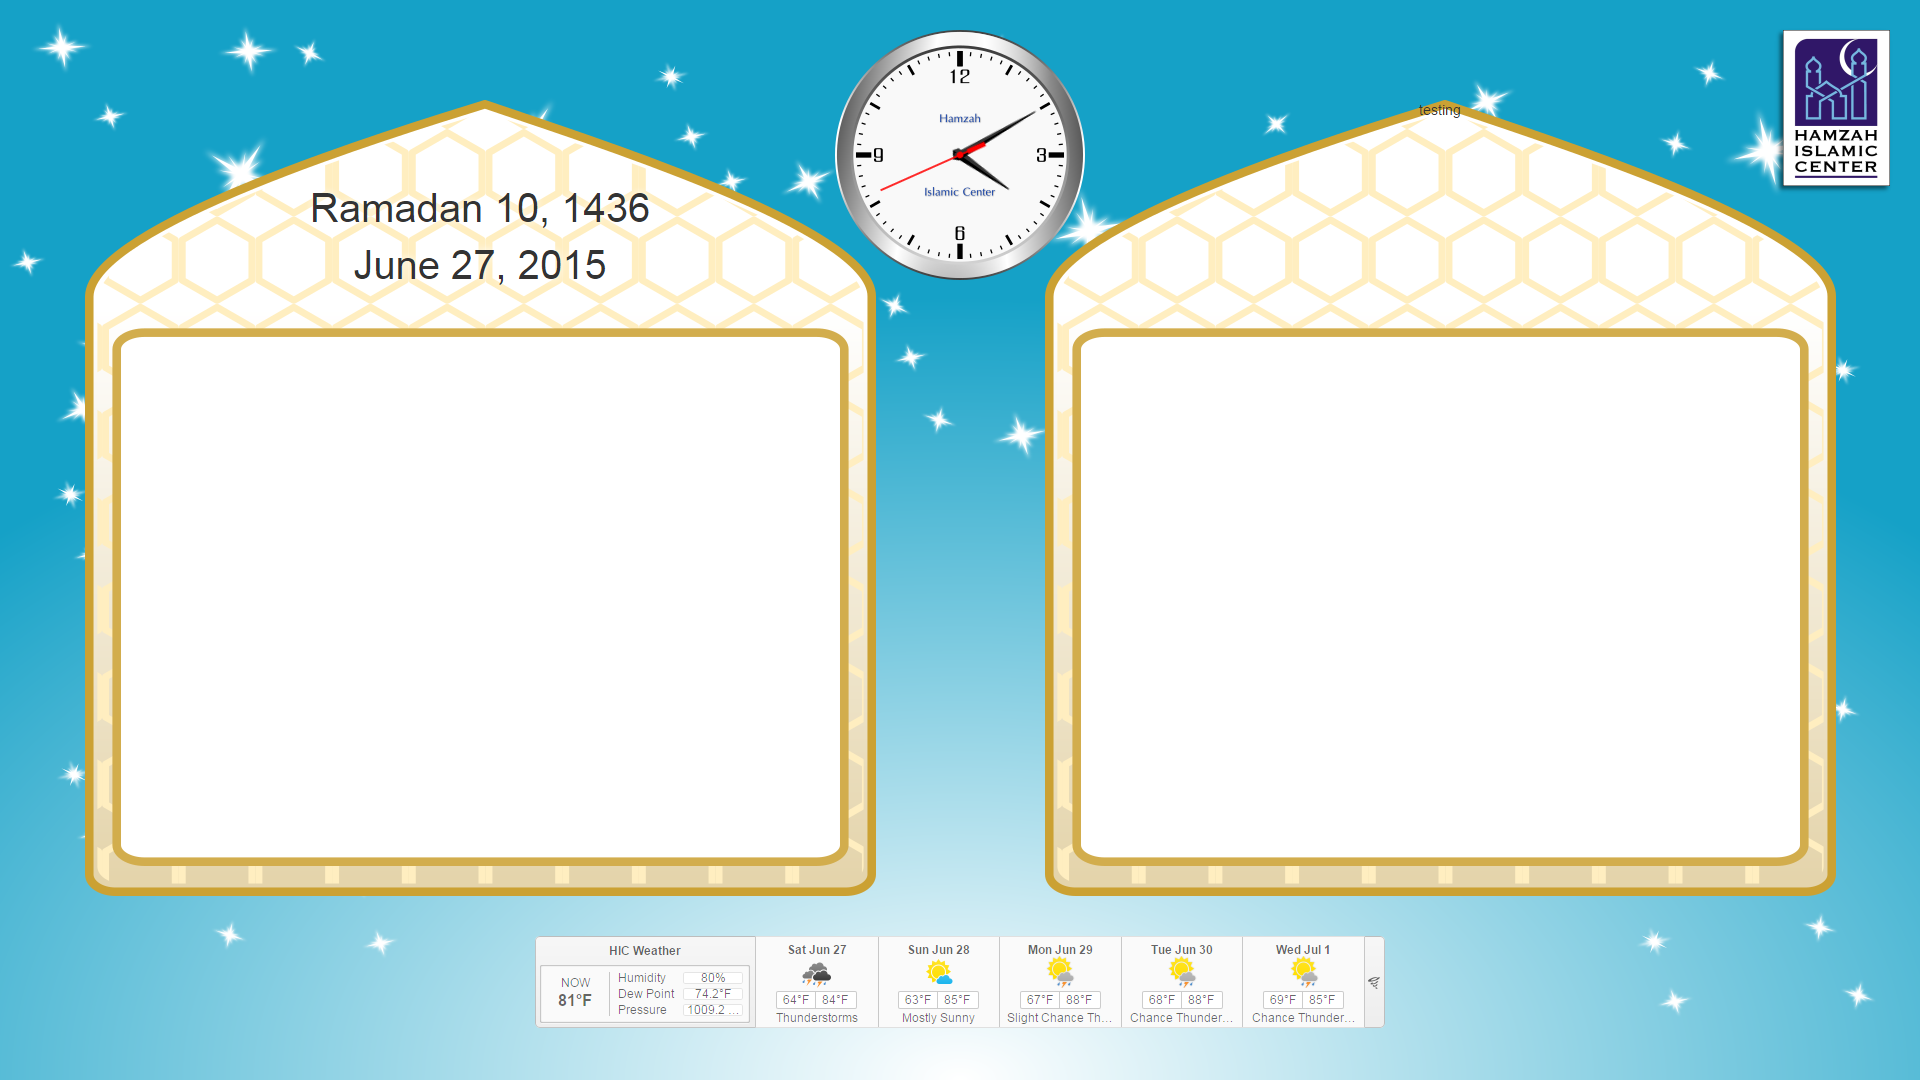 12
Hamzah
9
3
Islamic Center
6
testing
HAMZAH
ISLAMIC
CENTER
Ramadan 10, 1436
June 27, 2015
HIC Weather
NOW
81°F
Humidity 80%
Dew Point 74.2°F
Pressure 1009.2 ...
Sat Jun 27
64°F 84°F
Thunderstorms
Sun Jun 28
63°F 85°F
Mostly Sunny
Mon Jun 29
67°F 88°F
Slight Chance Th...
Tue Jun 30
68°F 88°F
Chance Thunder...
Wed Jul 1
69°F 85°F
Chance Thunder...